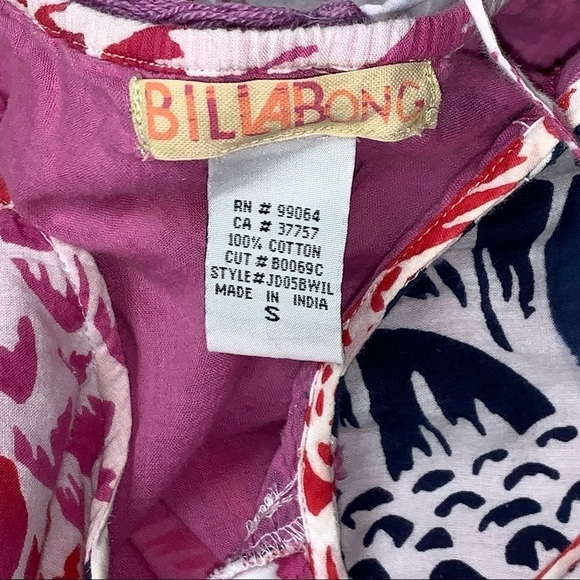 BILLABONG
RN # 99064
CA # 37757
100% COTTON
CUT # B0069C
STYLE#JD05BWIL
MADE IN INDIA
S